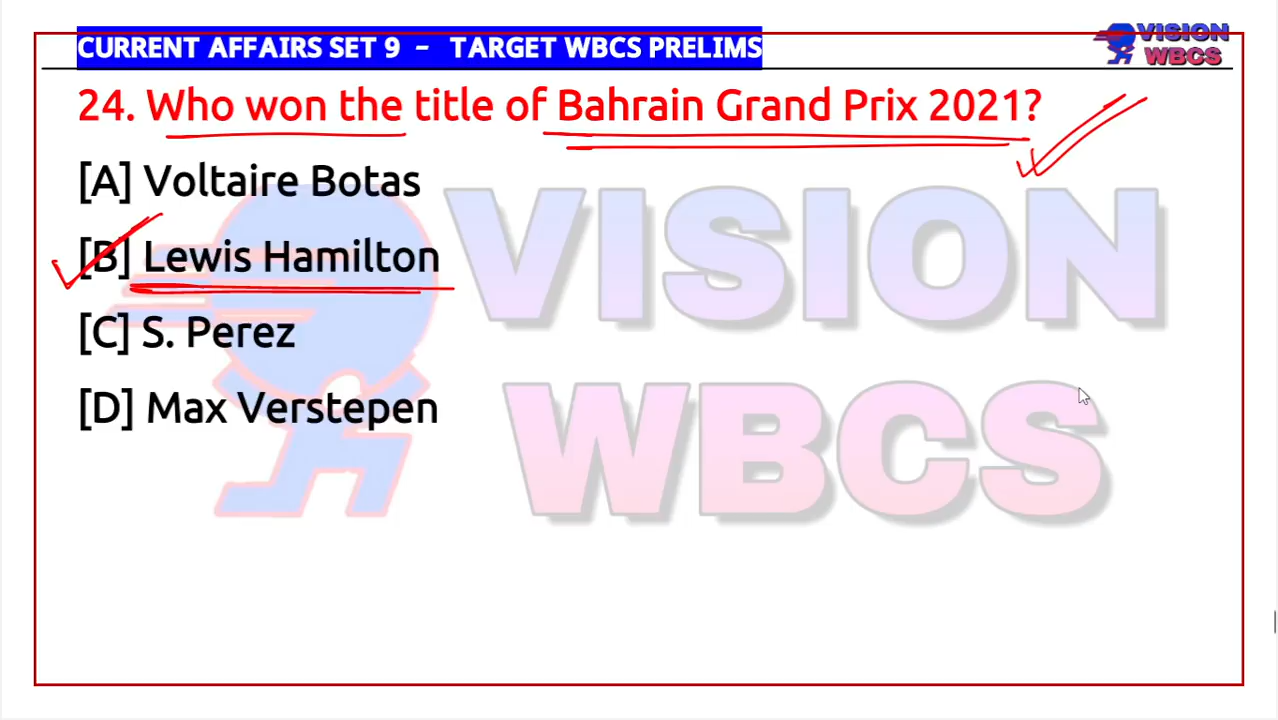 CURRENT AFFAIRS SET 9 - TARGET WBCS PRELIMS
VISION
WBCS
24. Who won the title of Bahrain Grand Prix 2021?
[A] Voltaire Botas
[B] Lewis Hamilton
[C] S. Perez
[D] Max Verstepen
VISION
WBCS